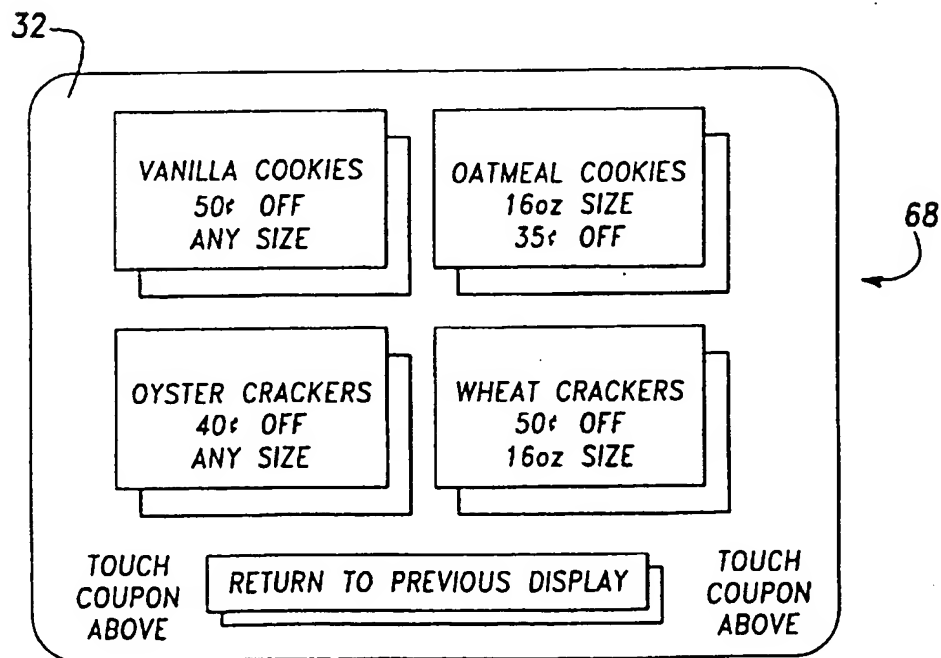 32
VANILLA COOKIES
50¢ OFF
ANY SIZE
OATMEAL COOKIES
16oz SIZE
35¢ OFF
68
OYSTER CRACKERS
40¢ OFF
ANY SIZE
WHEAT CRACKERS
50¢ OFF
16oz SIZE
TOUCH
COUPON
ABOVE
RETURN TO PREVIOUS DISPLAY
TOUCH
COUPON
ABOVE